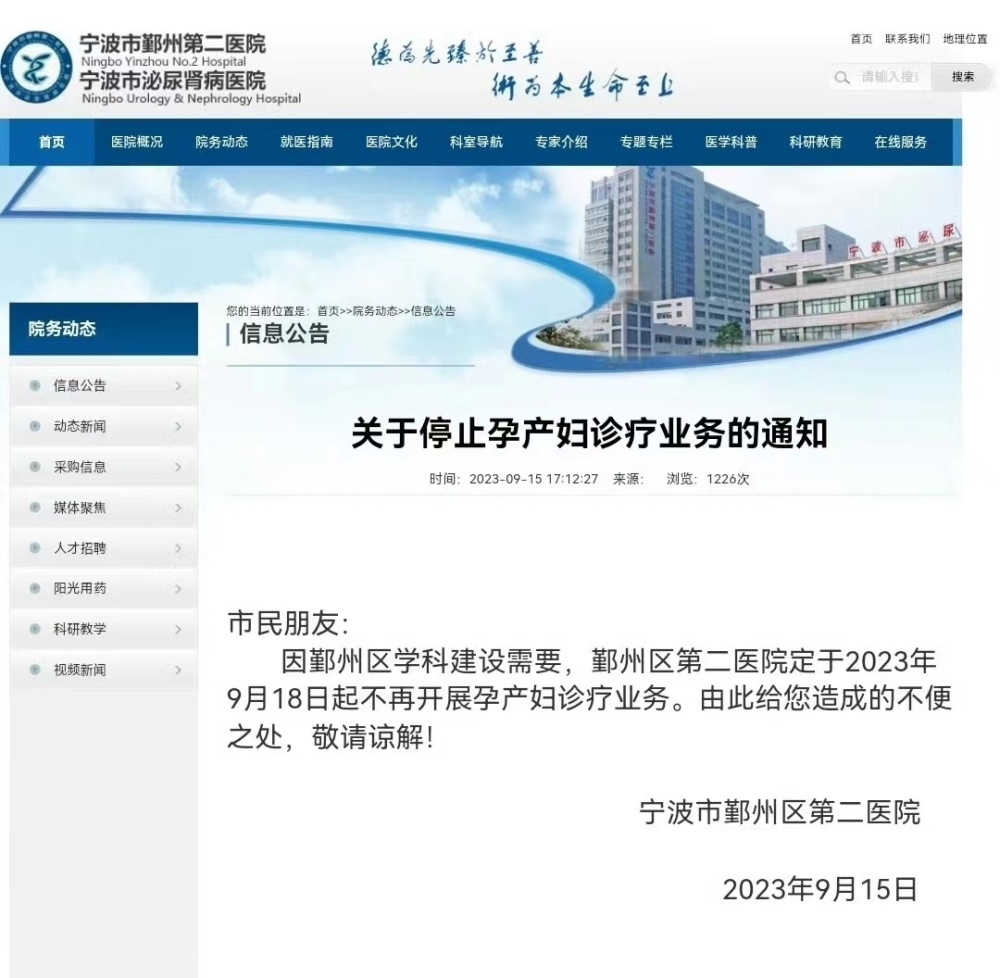 宁波市鄞州第二医院
Ningbo Yinzhou No.2 Hospital
宁波市泌尿肾病医院
Ningbo Urology & Nephrology Hospital
德为先臻於至善
術为本生命至上
首页 联系我们 地理位置
请输入搜
搜索
首页 医院概况 院务动态 就医指南 医院文化 科室导航 专家介绍 专题专栏 医学科普 科研教育 在线服务
宁波市泌尿
院务动态
信息公告
动态新闻
采购信息
媒体聚焦
人才招聘
阳光用药
科研教学
视频新闻
您的当前位置是：首页>>院务动态>>信息公告
信息公告
关于停止孕产妇诊疗业务的通知
时间：2023-09-15 17:12:27 来源： 浏览：1226次
市民朋友：
因鄞州区学科建设需要，鄞州区第二医院定于2023年
9月18日起不再开展孕产妇诊疗业务。由此给您造成的不便
之处，敬请谅解！
宁波市鄞州区第二医院
2023年9月15日